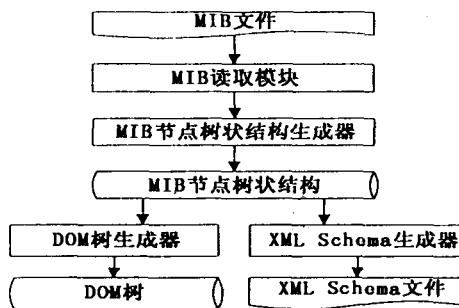 MIB文件
MIB读取模块
MIB节点树状结构生成器
MIB节点树状结构
DOM树生成器
XML Schema生成器
DOM树
XML Schema文件